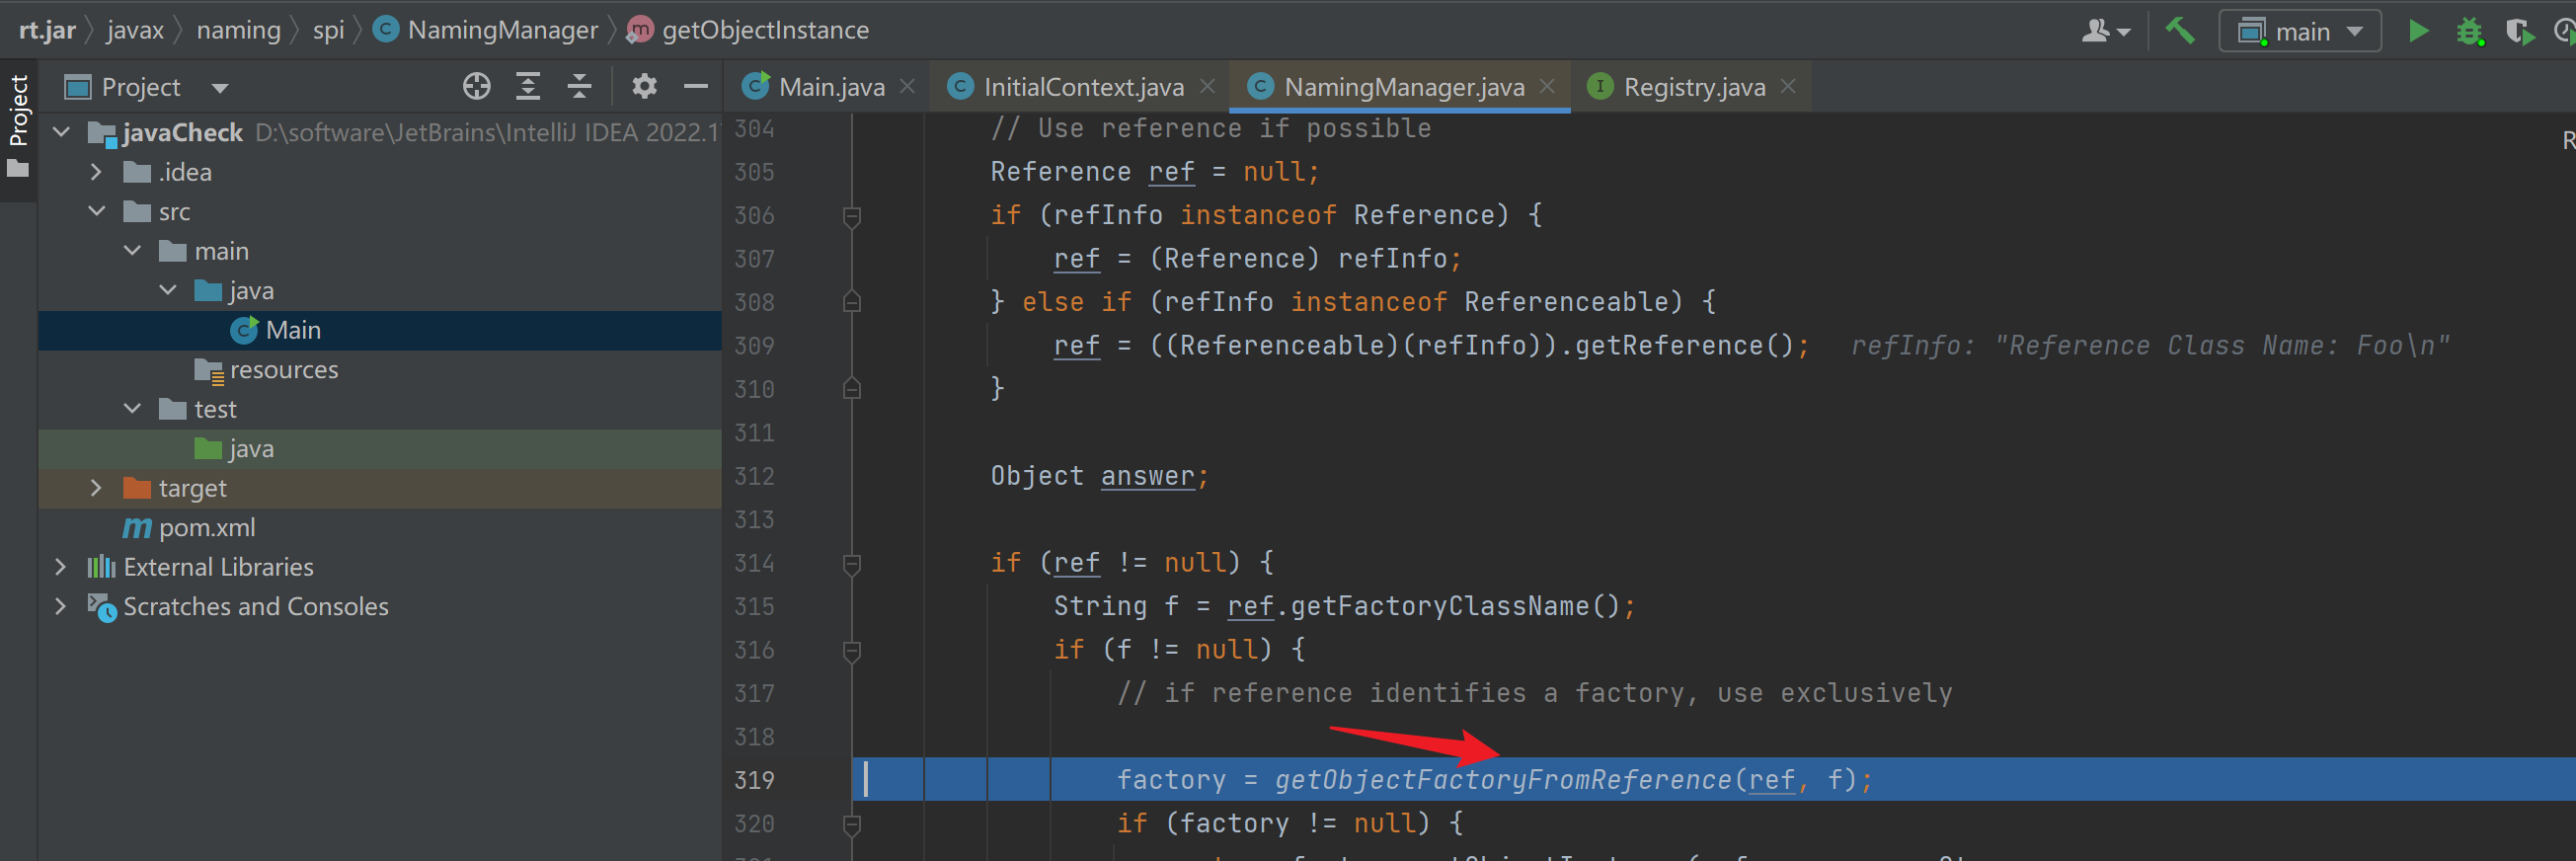 rt.jar javax naming spi NamingManager getObjectInstance
main
Project
Project
Main.java InitialContext.java NamingManager.java Registry.java
javaCheck D:\software\JetBrains\IntelliJ IDEA 2022.1
.idea
src
main
java
Main
resources
test
java
target
pom.xml
External Libraries
Scratches and Consoles
304 // Use reference if possible
305 Reference ref = null;
306 if (refInfo instanceof Reference) {
307 ref = (Reference) refInfo;
308 } else if (refInfo instanceof Referenceable) {
309 ref = ((Referenceable)(refInfo)).getReference(); refInfo: "Reference Class Name: Foo\n"
310 }
311
312 Object answer;
313
314 if (ref != null) {
315 String f = ref.getFactoryClassName();
316 if (f != null) {
317 // if reference identifies a factory, use exclusively
318
319 factory = getObjectFactoryFromReference(ref, f);
320 if (factory != null) {